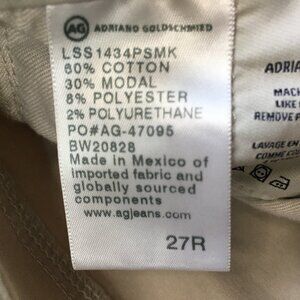 AG ADRIANO GOLDSCHMIED
LSS1434PSMK
60% COTTON
30% MODAL
8% POLYESTER
2% POLYURETHANE
PO#AG-47095
BW20828
Made in Mexico of
imported fabric and
globally sourced
components
www.agjeans.com
27R
ADRIA
MACH
LIKE
REMOVE P
LAVAGE EN
COMME COU